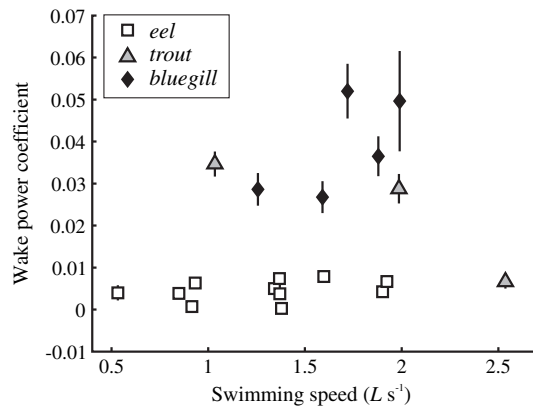 0.07
0.06
0.05
0.04
0.03
0.02
0.01
0
-0.01
Wake power coefficient
eel
trout
bluegill
0.5 1 1.5 2 2.5
Swimming speed (L s⁻¹)